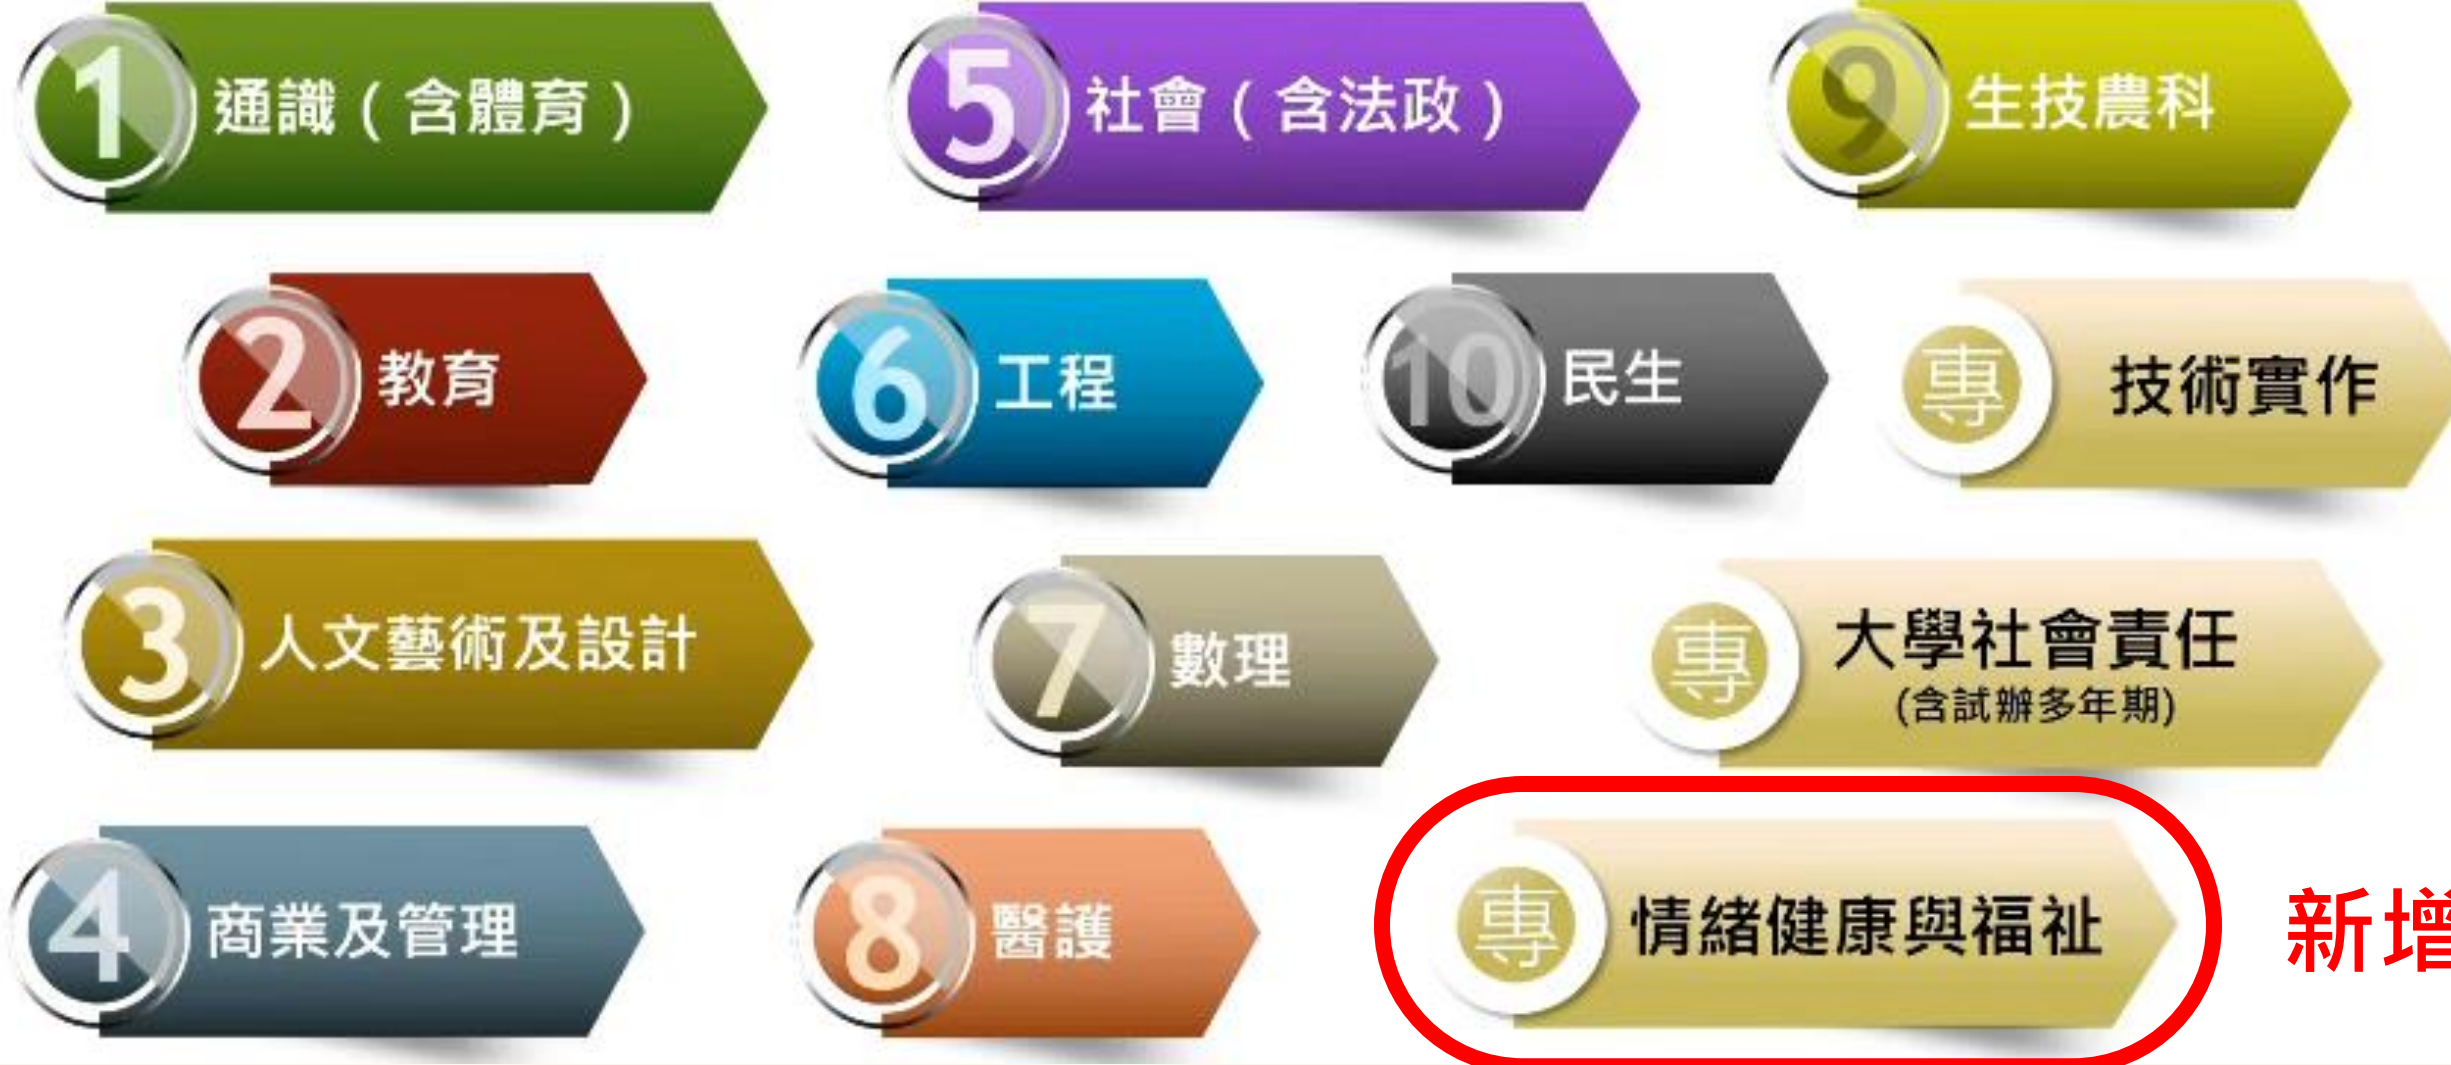 1 通識（含體育）
5 社會（含法政）
9 生技農科
2 教育
6 工程
10 民生
專 技術實作
3 人文藝術及設計
7 數理
專 大學社會責任
(含試辦多年期)
4 商業及管理
8 醫護
專 情緒健康與福祉
新增